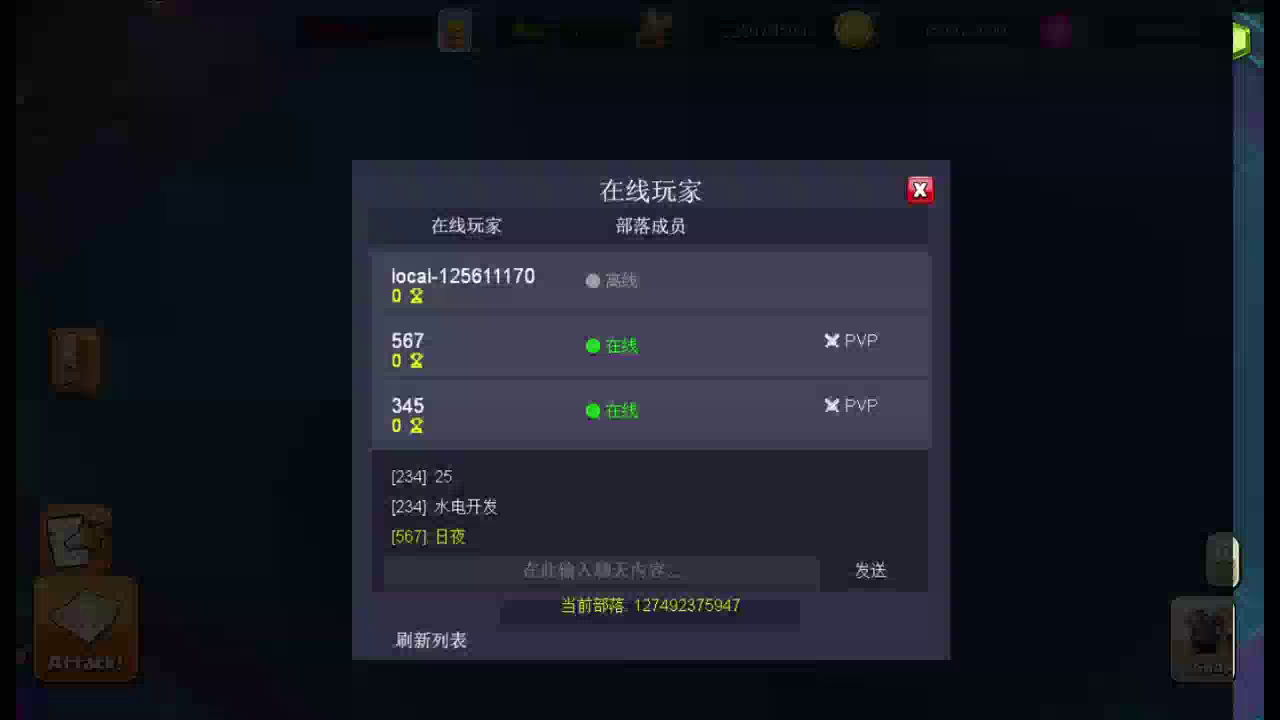 在线玩家
X
在线玩家 部落成员
local-125611170 离线
0
567 在线 PVP
0
345 在线 PVP
0
[234] 25
[234] 水电开发
[567] 日夜
在此输入聊天内容... 发送
当前部落: 127492375947
刷新列表
Attack!